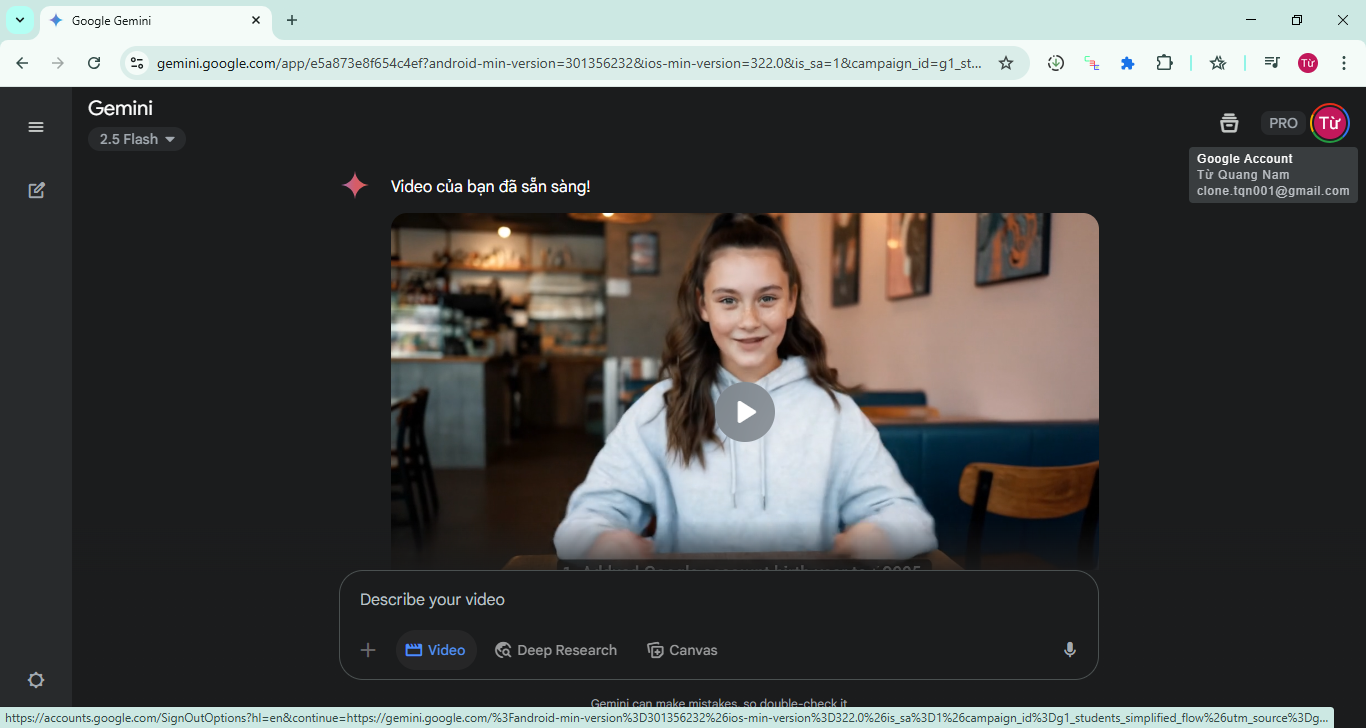 Google Gemini
gemini.google.com/app/e5a873e8f654c4ef?android-min-version=301356232&ios-min-version=322.0&is_sa=1&campaign_id=g1_st...
Từ
Gemini
2.5 Flash
PRO
Từ
Google Account
Từ Quang Nam
clone.tqn001@gmail.com
Video của bạn đã sẵn sàng!
Describe your video
Video
Deep Research
Canvas
Gemini can make mistakes, so double-check it
https://accounts.google.com/SignOutOptions?hl=en&continue=https://gemini.google.com/%3Fandroid-min-version%3D301356232%26ios-min-version%3D322.0%26is_sa%3D1%26campaign_id%3Dg1_students_simplified_flow%26utm_source%3Dg...